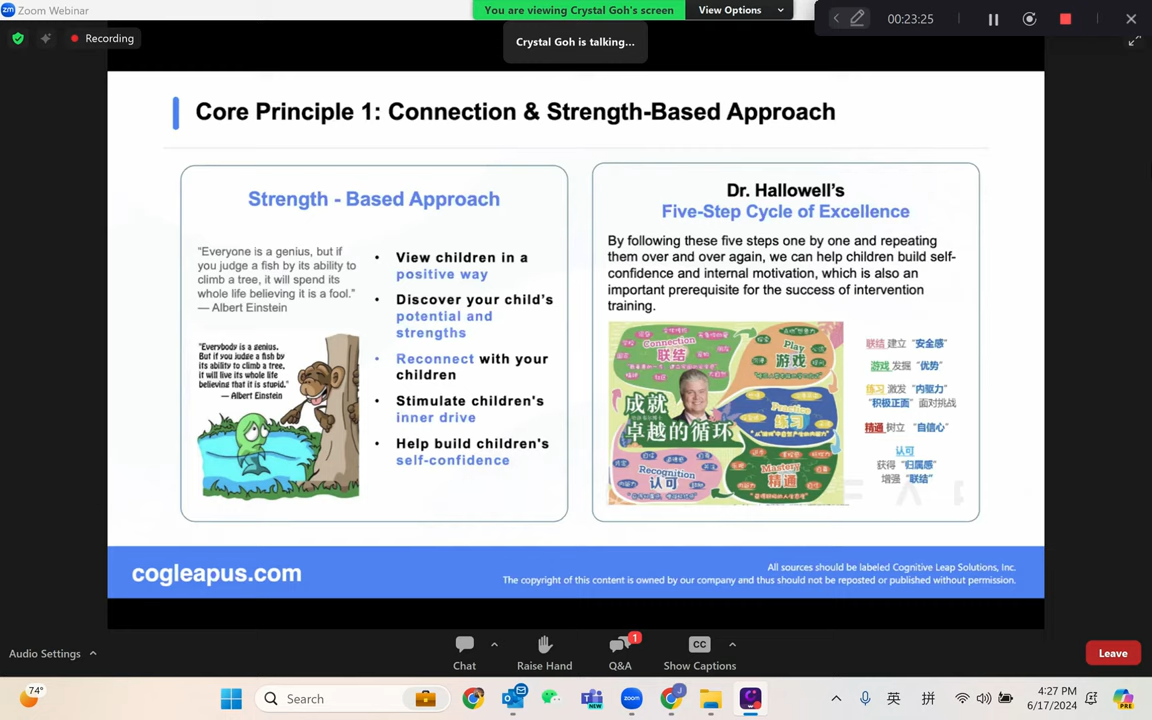 Zoom Webinar
You are viewing Crystal Goh's screen
View Options
00:23:25
Recording
Crystal Goh is talking...
Core Principle 1: Connection & Strength-Based Approach
Strength - Based Approach
"Everyone is a genius, but if
you judge a fish by its ability to
climb a tree, it will spend its
whole life believing it is a fool."
— Albert Einstein
"Everybody is a genius.
But if you judge a fish by
its ability to climb a tree,
it will live its whole life
believing that it is stupid."
— Albert Einstein
• View children in a
positive way
• Discover your child's
potential and
strengths
• Reconnect with your
children
• Stimulate children's
inner drive
• Help build children's
self-confidence
Dr. Hallowell's
Five-Step Cycle of Excellence
By following these five steps one by one and repeating
them over and over again, we can help children build self-
confidence and internal motivation, which is also an
important prerequisite for the success of intervention
training.
Connection
联结
Play
游戏
成就
卓越的循环
Practice
练习
Recognition
认可
Mastery
精通
联结 建立 "安全感"
游戏 发掘 "优势"
练习 激发 "内驱力"
"积极正面" 面对挑战
精通 树立 "自信心"
认可
获得 "归属感"
增强 "联结"
cogleapus.com
All sources should be labeled Cognitive Leap Solutions, Inc.
The copyright of this content is owned by our company and thus should not be reposted or published without permission.
Audio Settings
Chat
Raise Hand
1
Q&A
CC
Show Captions
Leave
74°
Search
英
拼
4:27 PM
6/17/2024